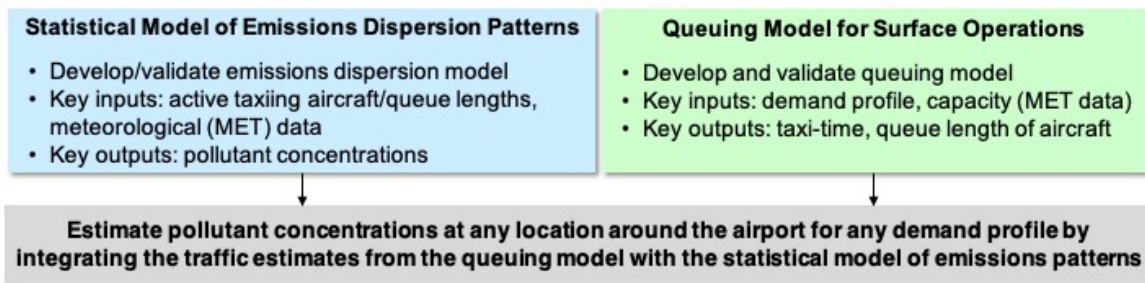 Statistical Model of Emissions Dispersion Patterns
• Develop/validate emissions dispersion model
• Key inputs: active taxiing aircraft/queue lengths,
meteorological (MET) data
• Key outputs: pollutant concentrations
Queuing Model for Surface Operations
• Develop and validate queuing model
• Key inputs: demand profile, capacity (MET data)
• Key outputs: taxi-time, queue length of aircraft
Estimate pollutant concentrations at any location around the airport for any demand profile by
integrating the traffic estimates from the queuing model with the statistical model of emissions patterns